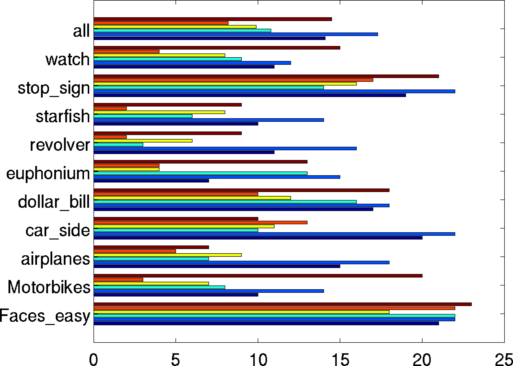 all
watch
stop_sign
starfish
revolver
euphonium
dollar_bill
car_side
airplanes
Motorbikes
Faces_easy
0 5 10 15 20 25